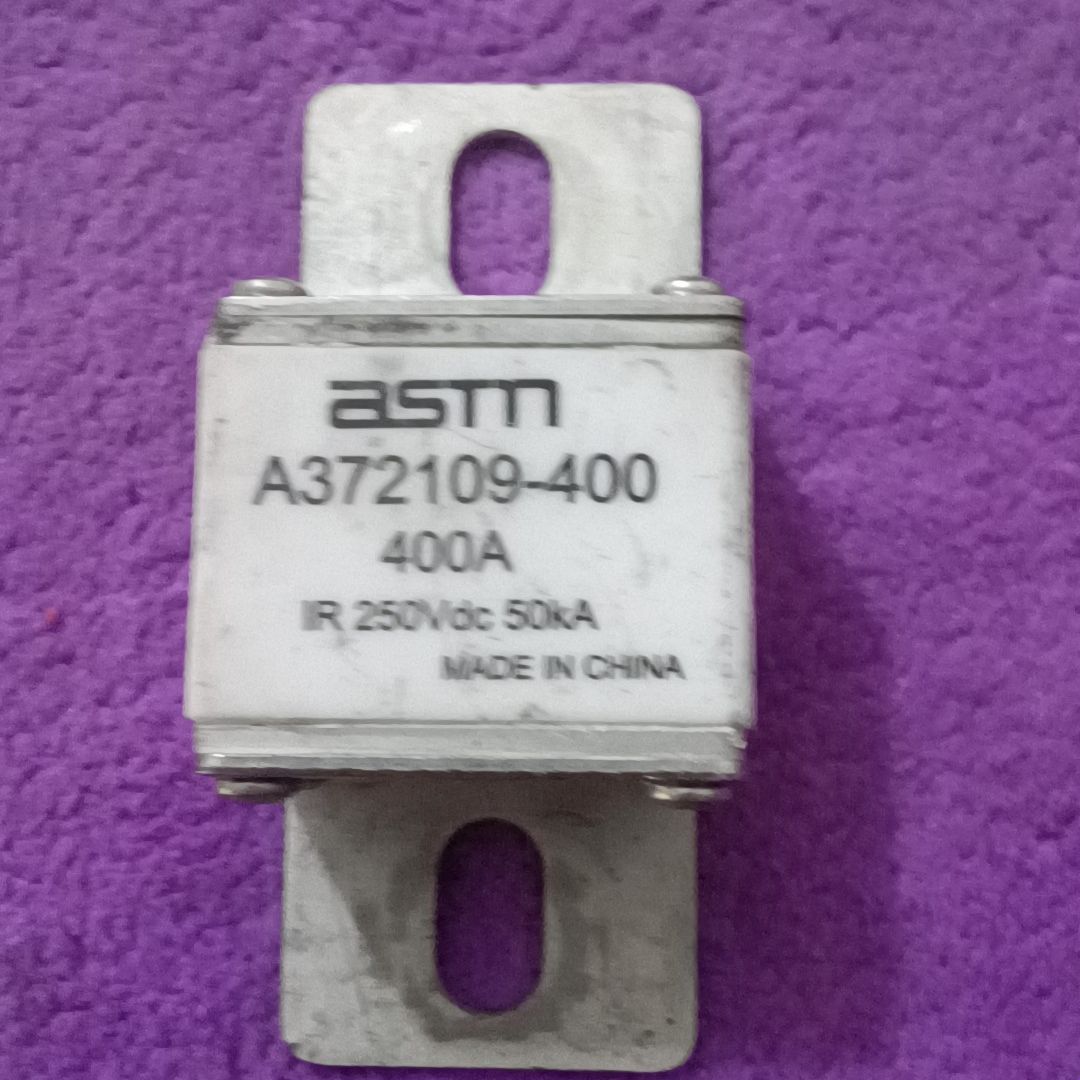 astm
A372109-400
400A
IR 250Vdc 50kA
MADE IN CHINA